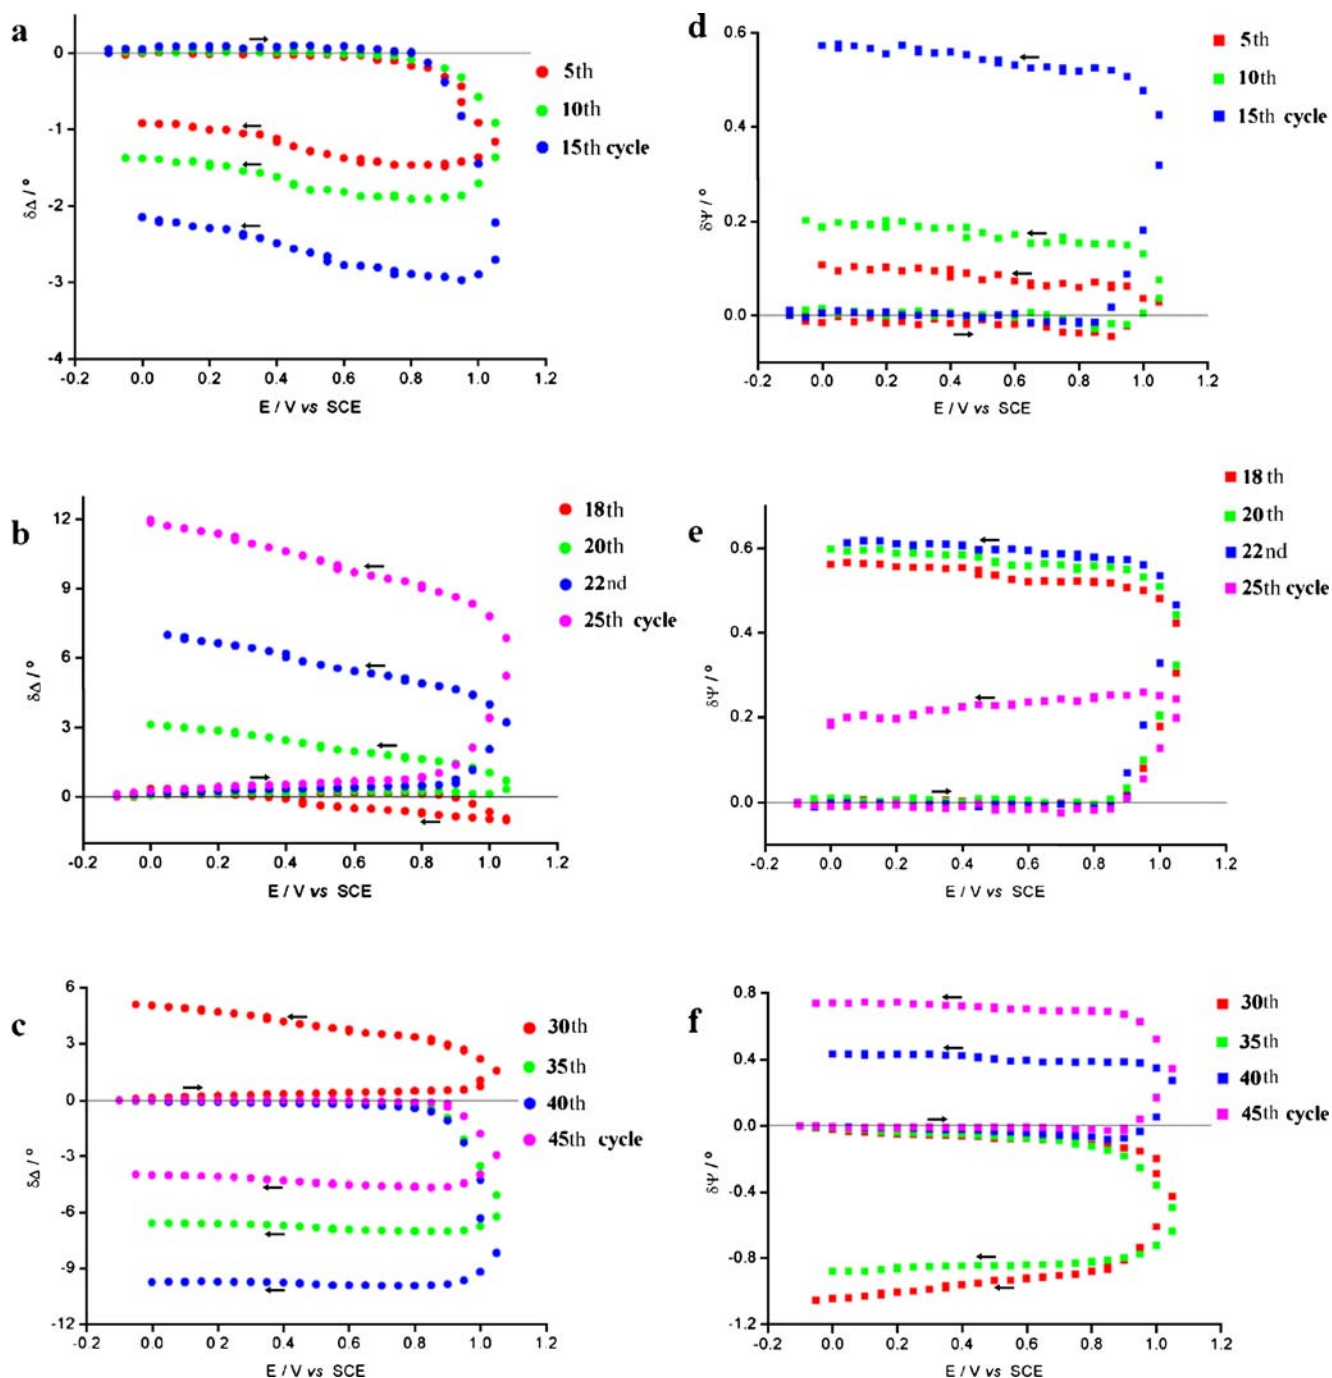 a
0
-1
-2
-3
-4
δΔ / º
-0.2 0.0 0.2 0.4 0.6 0.8 1.0 1.2
E / V vs SCE
5th
10th
15th cycle
d
0.6
0.4
0.2
0.0
δΨ / º
-0.2 0.0 0.2 0.4 0.6 0.8 1.0 1.2
E / V vs SCE
5th
10th
15th cycle
b
12
9
6
3
0
δΔ / º
-0.2 0.0 0.2 0.4 0.6 0.8 1.0 1.2
E / V vs SCE
18th
20th
22nd
25th cycle
e
0.6
0.4
0.2
0.0
δΨ / º
-0.2 0.0 0.2 0.4 0.6 0.8 1.0 1.2
E / V vs SCE
18 th
20 th
22nd
25th cycle
c
6
3
0
-3
-6
-9
-12
δΔ / º
-0.2 0.0 0.2 0.4 0.6 0.8 1.0 1.2
E / V vs SCE
30th
35th
40th
45th cycle
f
0.8
0.4
0.0
-0.4
-0.8
-1.2
δΨ / º
-0.2 0.0 0.2 0.4 0.6 0.8 1.0 1.2
E / V vs SCE
30th
35th
40th
45th cycle